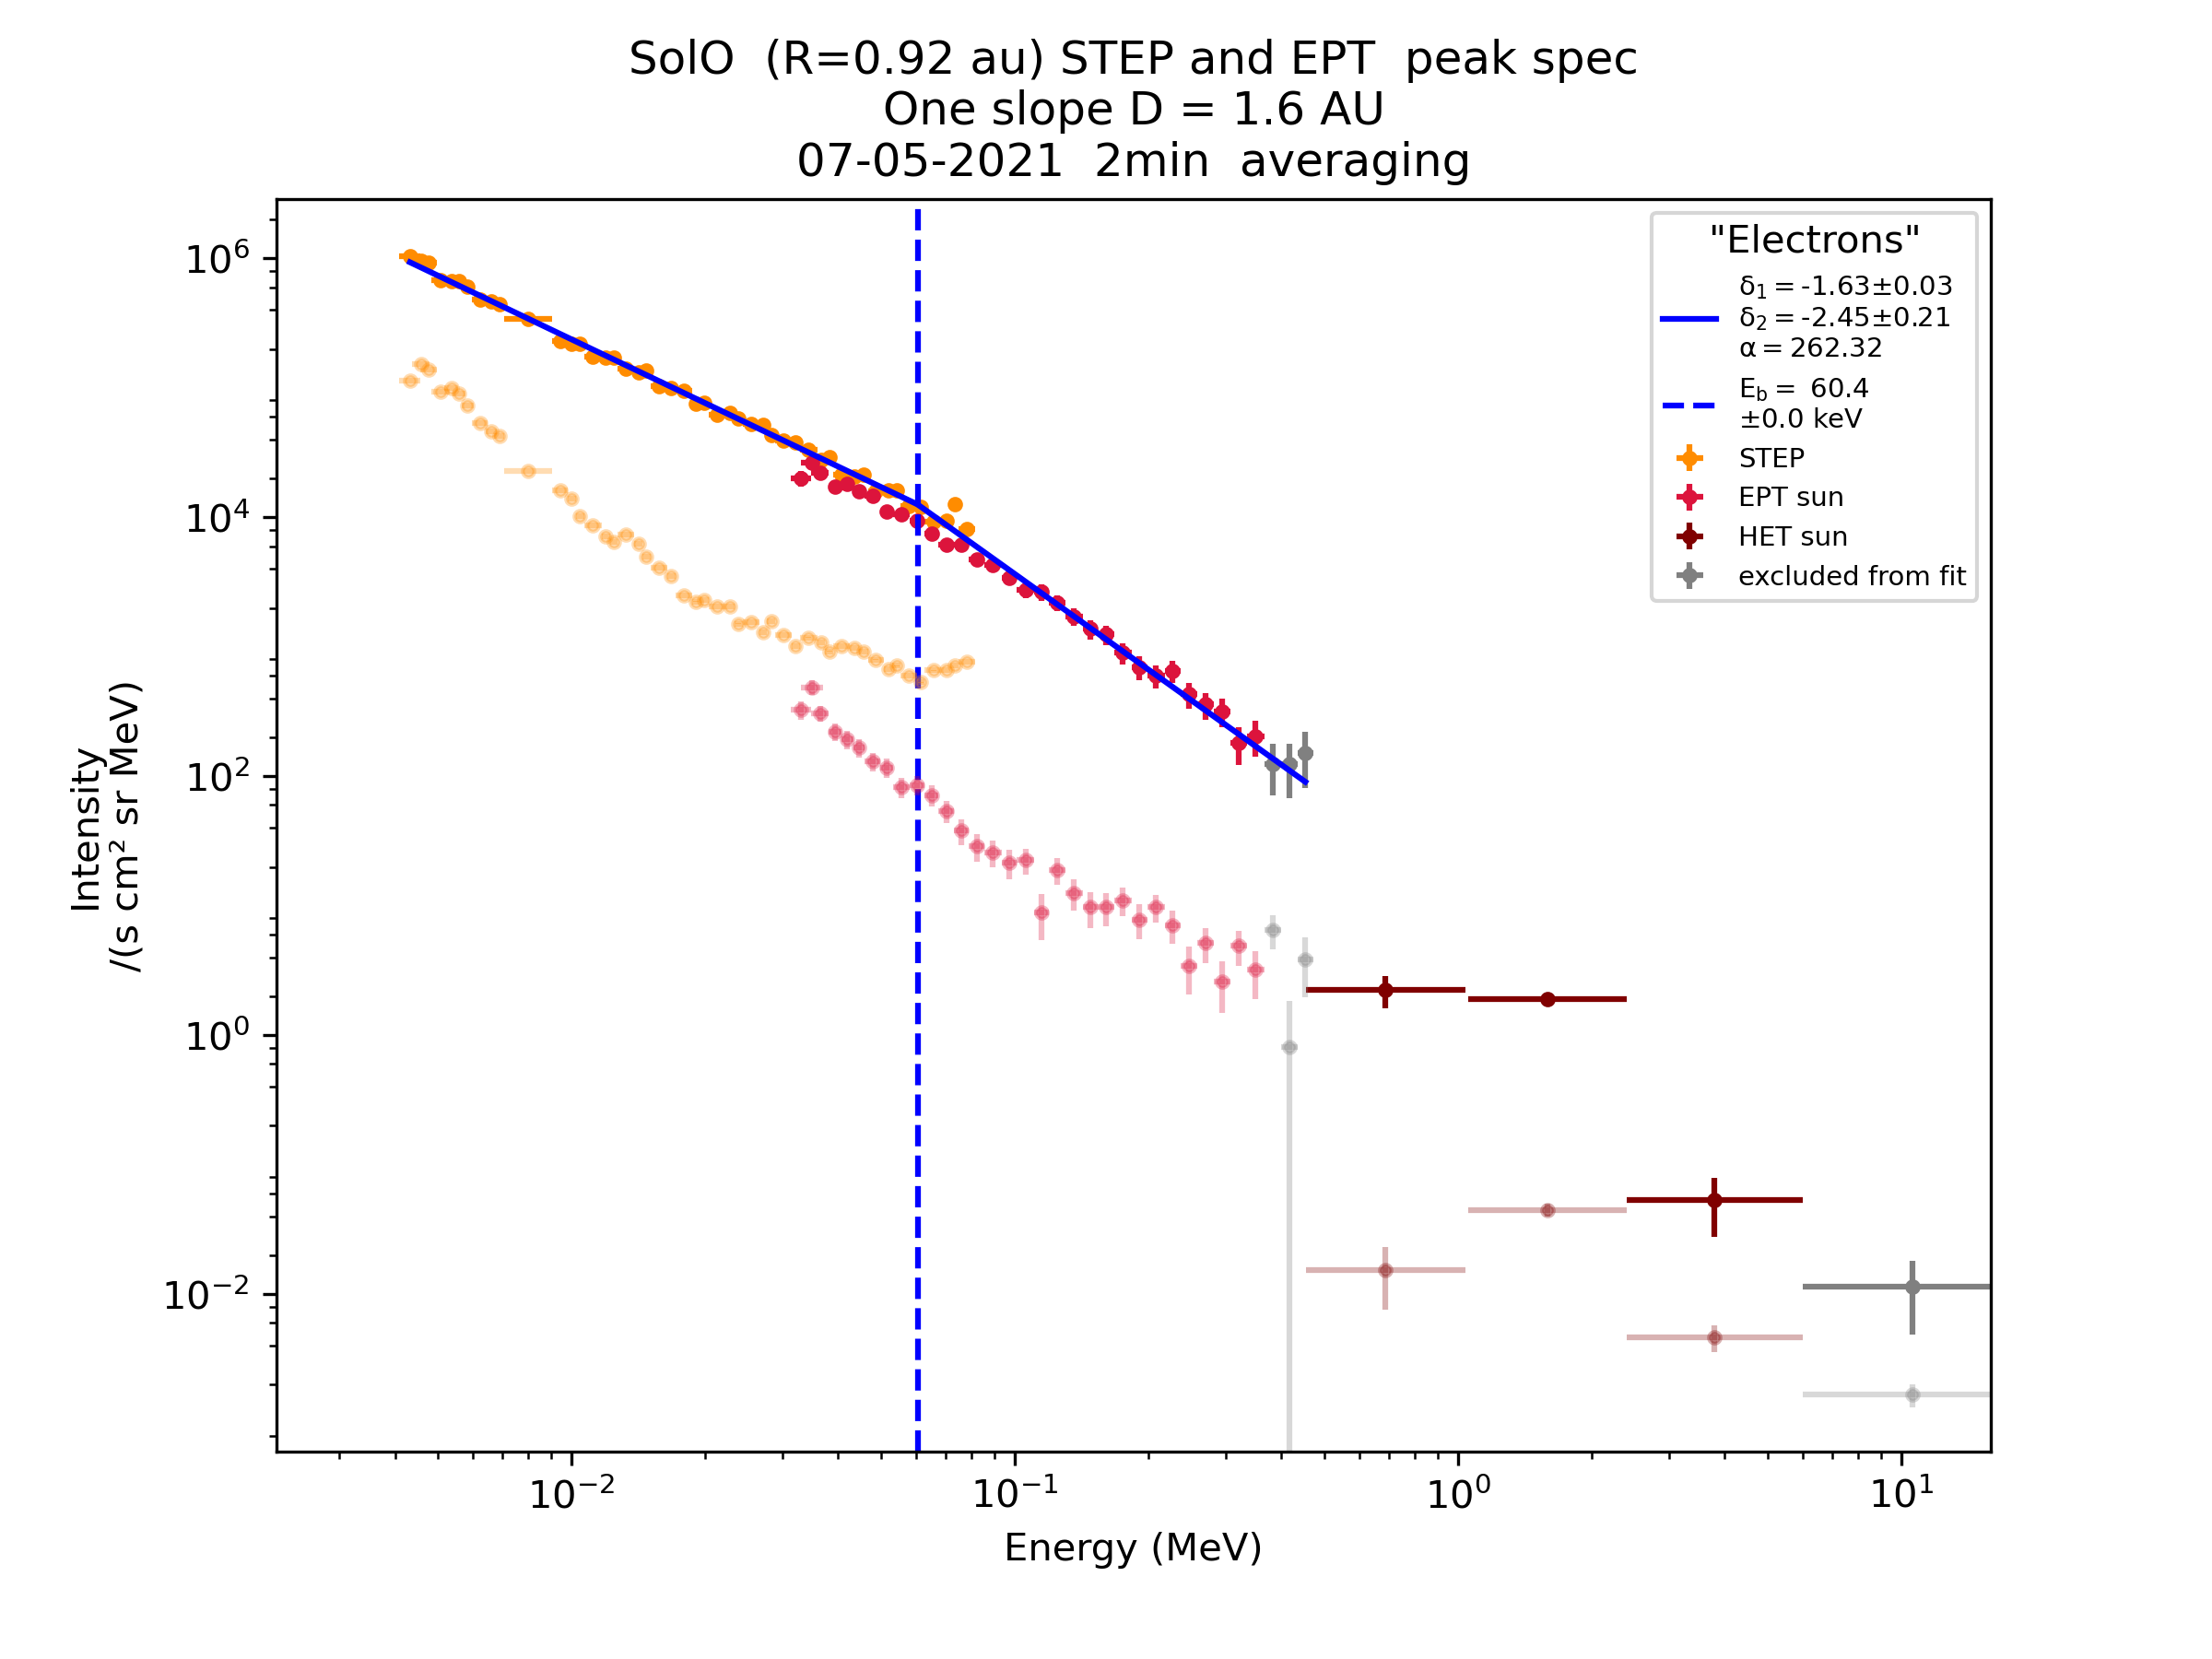 SolO (R=0.92 au) STEP and EPT peak spec
One slope D = 1.6 AU
07-05-2021 2min averaging
"Electrons"
δ₁ = -1.63±0.03
δ₂ = -2.45±0.21
α = 262.32
E_b = 60.4
±0.0 keV
STEP
EPT sun
HET sun
excluded from fit
Intensity
/(s cm² sr MeV)
10⁶
10⁴
10²
10⁰
10⁻²
10⁻² 10⁻¹ 10⁰ 10¹
Energy (MeV)